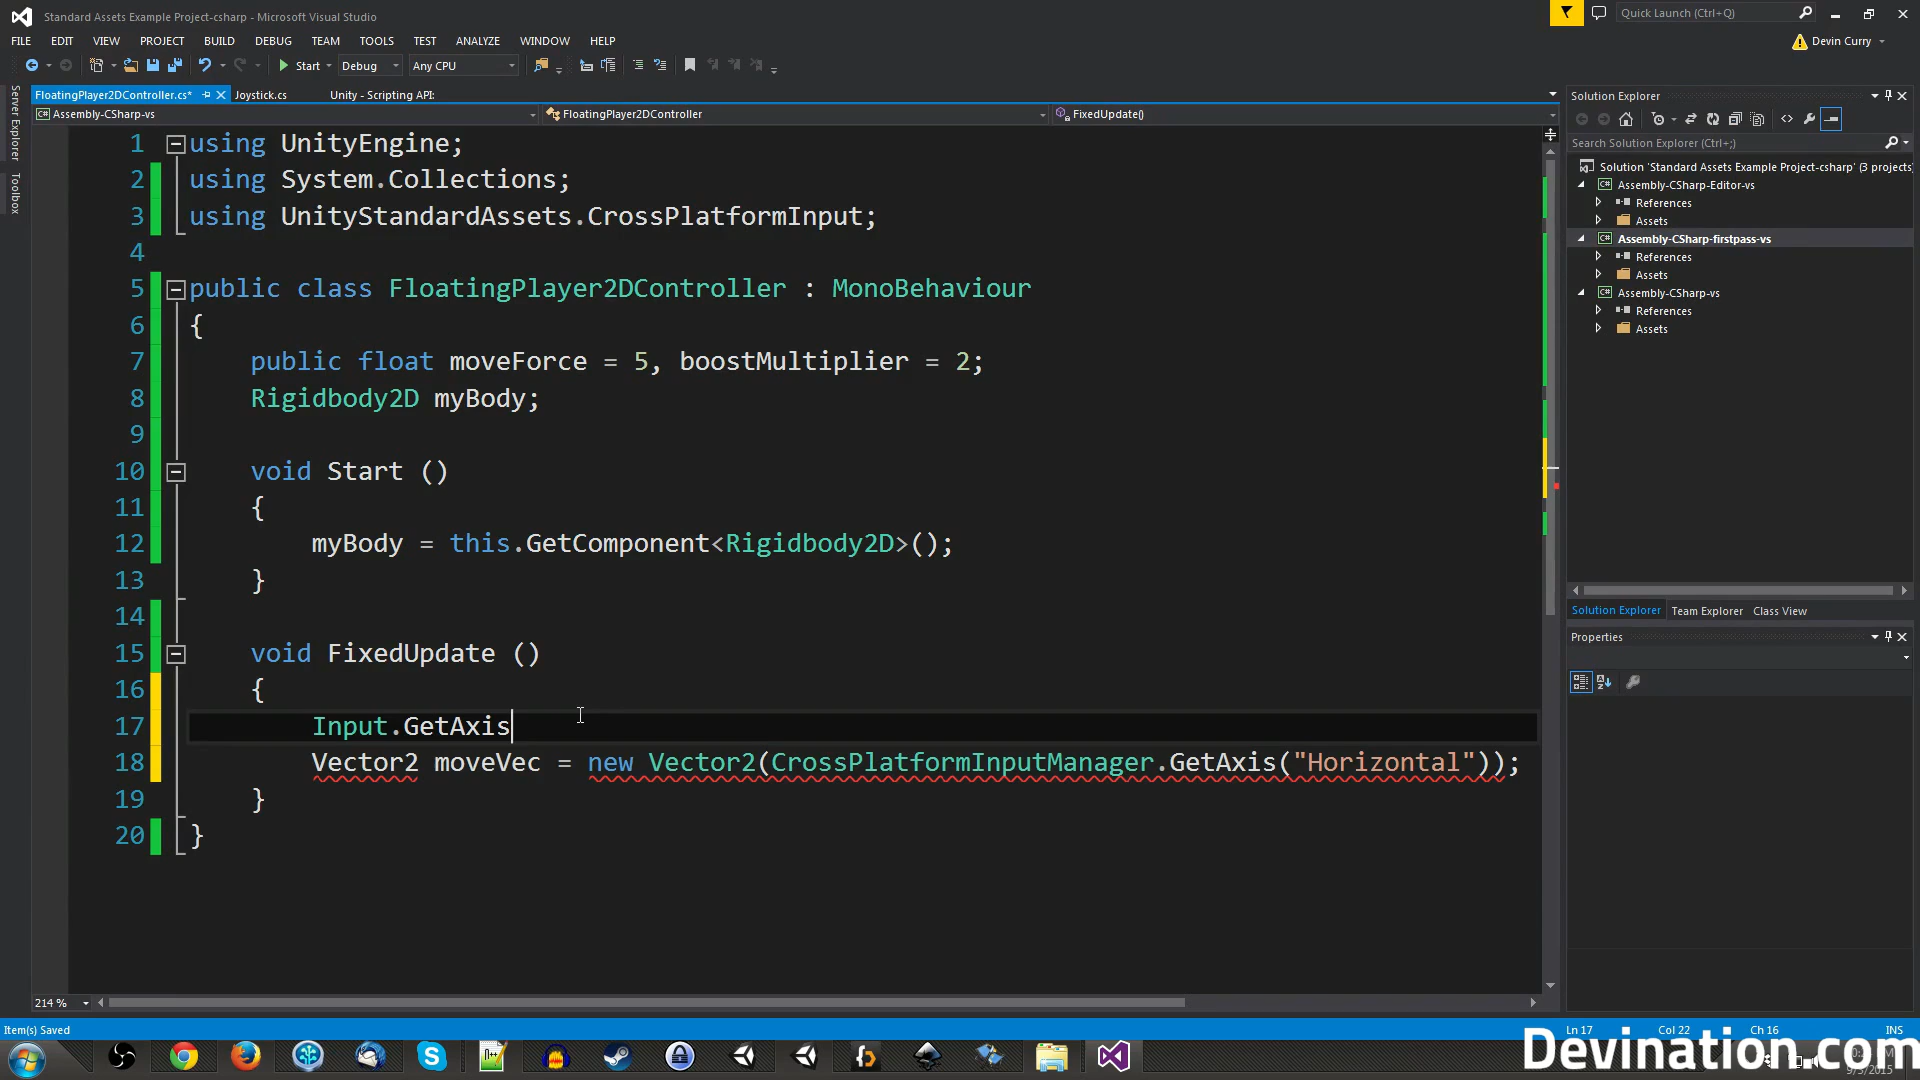 Standard Assets Example Project-csharp - Microsoft Visual Studio
Quick Launch (Ctrl+Q)
FILE EDIT VIEW PROJECT BUILD DEBUG TEAM TOOLS TEST ANALYZE WINDOW HELP
Devin Curry
Start Debug Any CPU
Server Explorer
Toolbox
FloatingPlayer2DController.cs* Joystick.cs Unity - Scripting API:
Assembly-CSharp-vs FloatingPlayer2DController FixedUpdate()
1 using UnityEngine;
2 using System.Collections;
3 using UnityStandardAssets.CrossPlatformInput;
4
5 public class FloatingPlayer2DController : MonoBehaviour
6 {
7 public float moveForce = 5, boostMultiplier = 2;
8 Rigidbody2D myBody;
9
10 void Start ()
11 {
12 myBody = this.GetComponent<Rigidbody2D>();
13 }
14
15 void FixedUpdate ()
16 {
17 Input.GetAxis
18 Vector2 moveVec = new Vector2(CrossPlatformInputManager.GetAxis("Horizontal"));
19 }
20 }
214 %
Solution Explorer
Search Solution Explorer (Ctrl+;)
Solution 'Standard Assets Example Project-csharp' (3 projects)
Assembly-CSharp-Editor-vs
References
Assets
Assembly-CSharp-firstpass-vs
References
Assets
Assembly-CSharp-vs
References
Assets
Solution Explorer Team Explorer Class View
Properties
Item(s) Saved
Ln 17 Col 22 Ch 16 INS
Devination.com